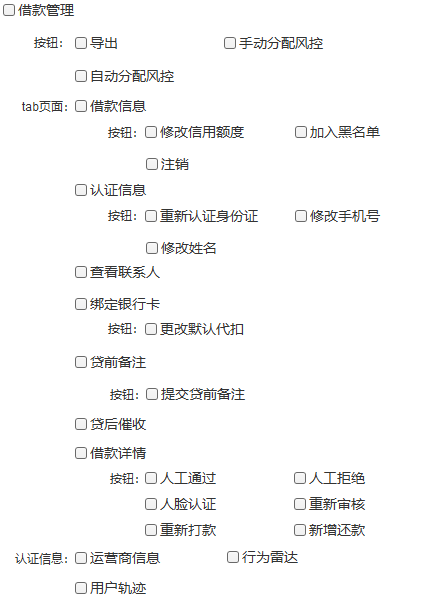 借款管理
按钮： 导出 手动分配风控
自动分配风控
tab页面： 借款信息
按钮： 修改信用额度 加入黑名单
注销
认证信息
按钮： 重新认证身份证 修改手机号
修改姓名
查看联系人
绑定银行卡
按钮： 更改默认代扣
贷前备注
按钮： 提交贷前备注
贷后催收
借款详情
按钮： 人工通过 人工拒绝
人脸认证 重新审核
重新打款 新增还款
认证信息： 运营商信息 行为雷达
用户轨迹